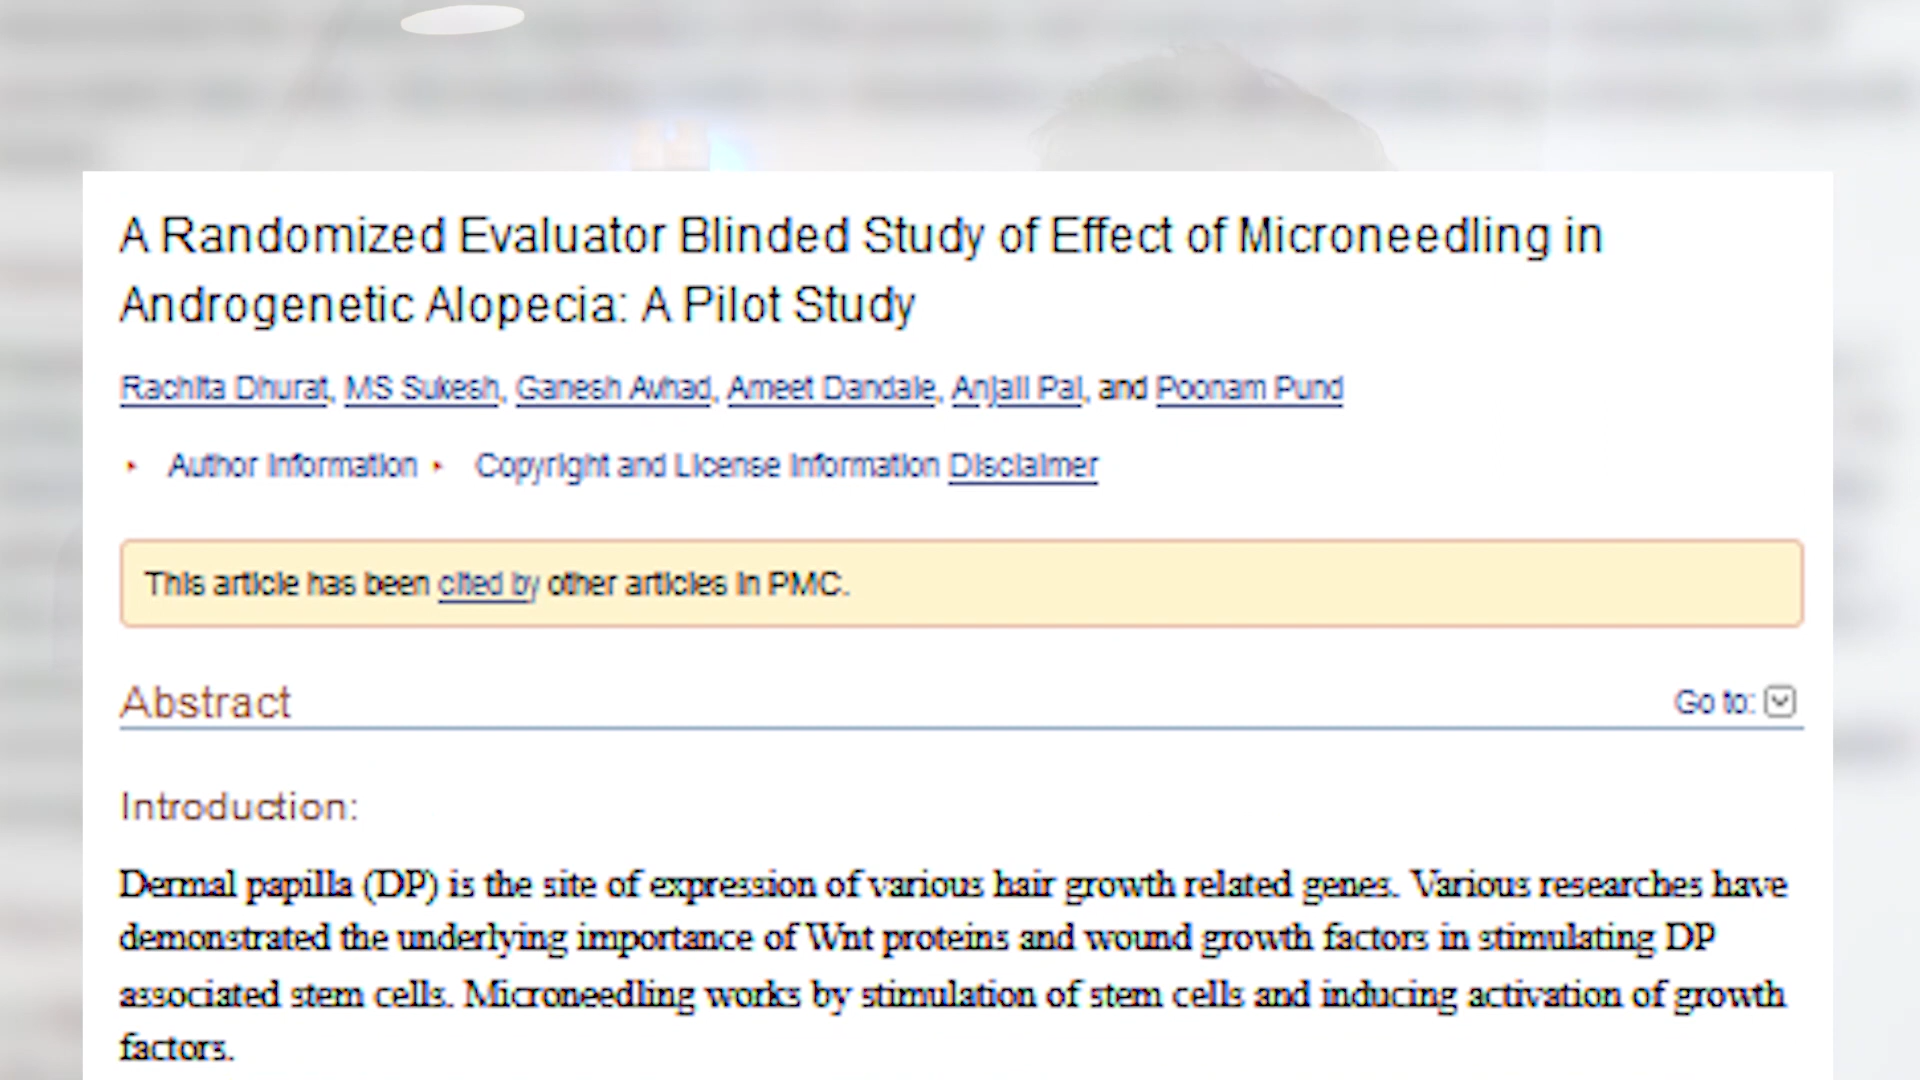 A Randomized Evaluator Blinded Study of Effect of Microneedling in
Androgenetic Alopecia: A Pilot Study
Rachita Dhurat, MS Sukesh, Ganesh Avhad, Ameet Dandale, Anjali Pal, and Poonam Pund
Author information Copyright and License information Disclaimer
This article has been cited by other articles in PMC.
Abstract
Go to:
Introduction:
Dermal papilla (DP) is the site of expression of various hair growth related genes. Various researches have
demonstrated the underlying importance of Wnt proteins and wound growth factors in stimulating DP
associated stem cells. Microneedling works by stimulation of stem cells and inducing activation of growth
factors.